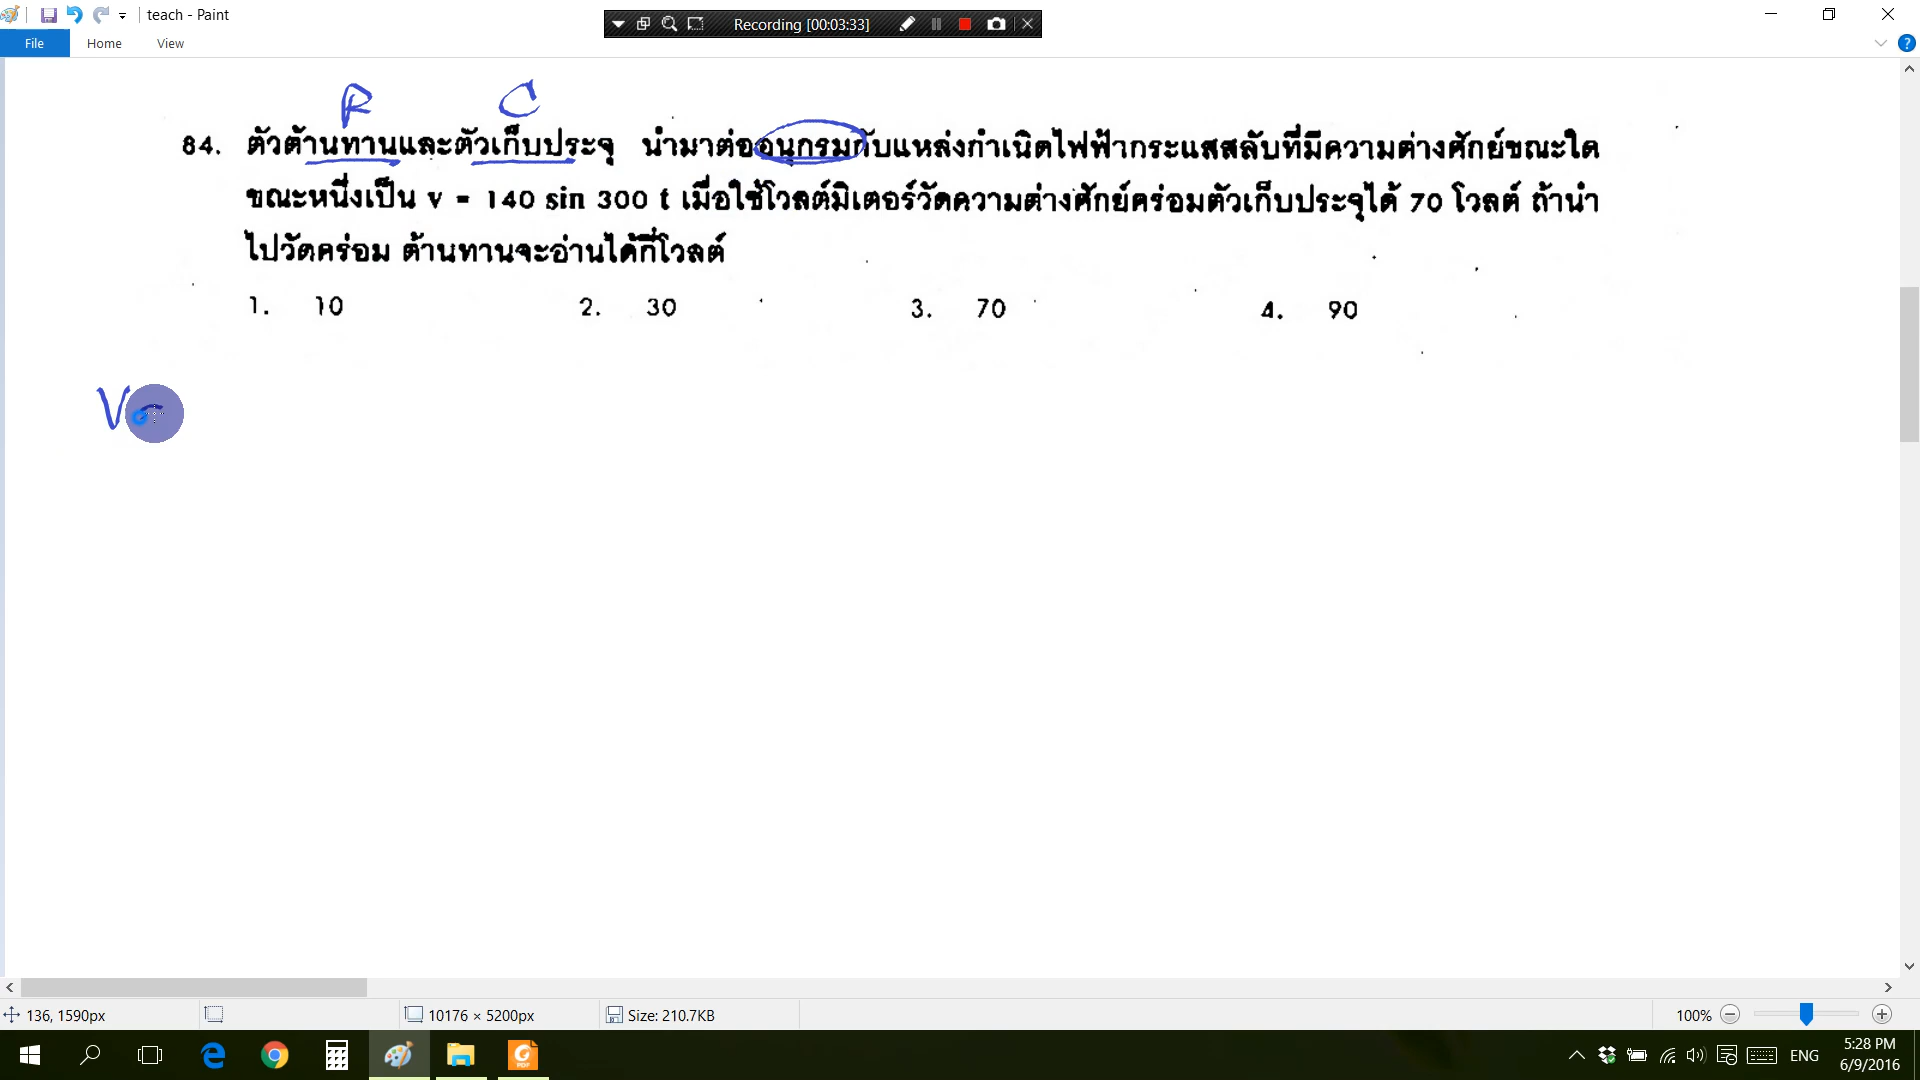 teach - Paint
Recording [00:03:33]
File Home View
R C
84. ตัวต้านทานและตัวเก็บประจุ นำมาต่ออนุกรมกับแหล่งกำเนิดไฟฟ้ากระแสสลับที่มีความต่างศักย์ขณะใด
ขณะหนึ่งเป็น v = 140 sin 300 t เมื่อใช้โวลต์มิเตอร์วัดความต่างศักย์คร่อมตัวเก็บประจุได้ 70 โวลต์ ถ้านำ
ไปวัดคร่อม ต้านทานจะอ่านได้กี่โวลต์
1. 10 2. 30 3. 70 4. 90
V
136, 1590px 10176 × 5200px Size: 210.7KB 100%
ENG 5:28 PM
6/9/2016